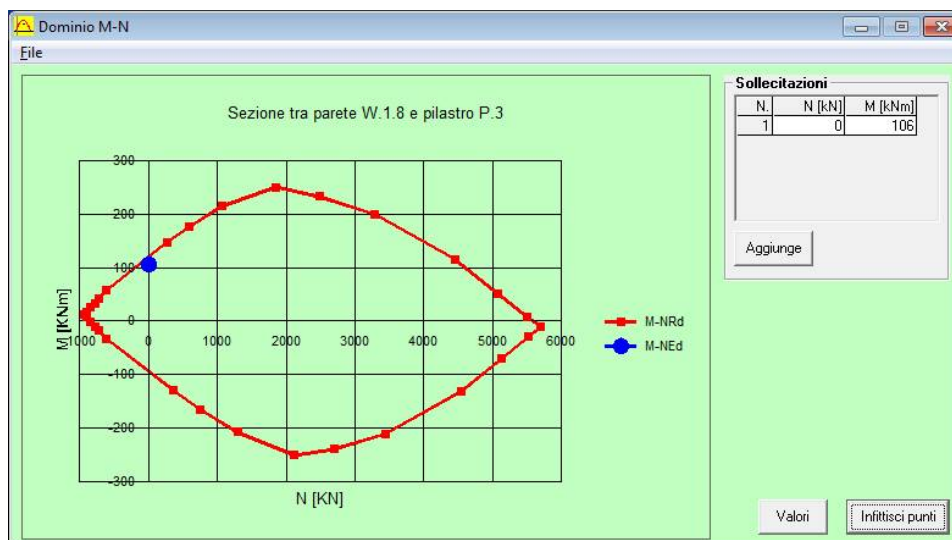 Dominio M-N
File
Sezione tra parete W.1.8 e pilastro P.3
300
200
100
0
-100
-200
-300
M [KNm]
1000
0
1000
2000
3000
4000
5000
6000
N [KN]
M-NRd
M-NEd
Sollecitazioni
N. N [kN] M [kNm]
1 0 106
Aggiunge
Valori
Infittisci punti